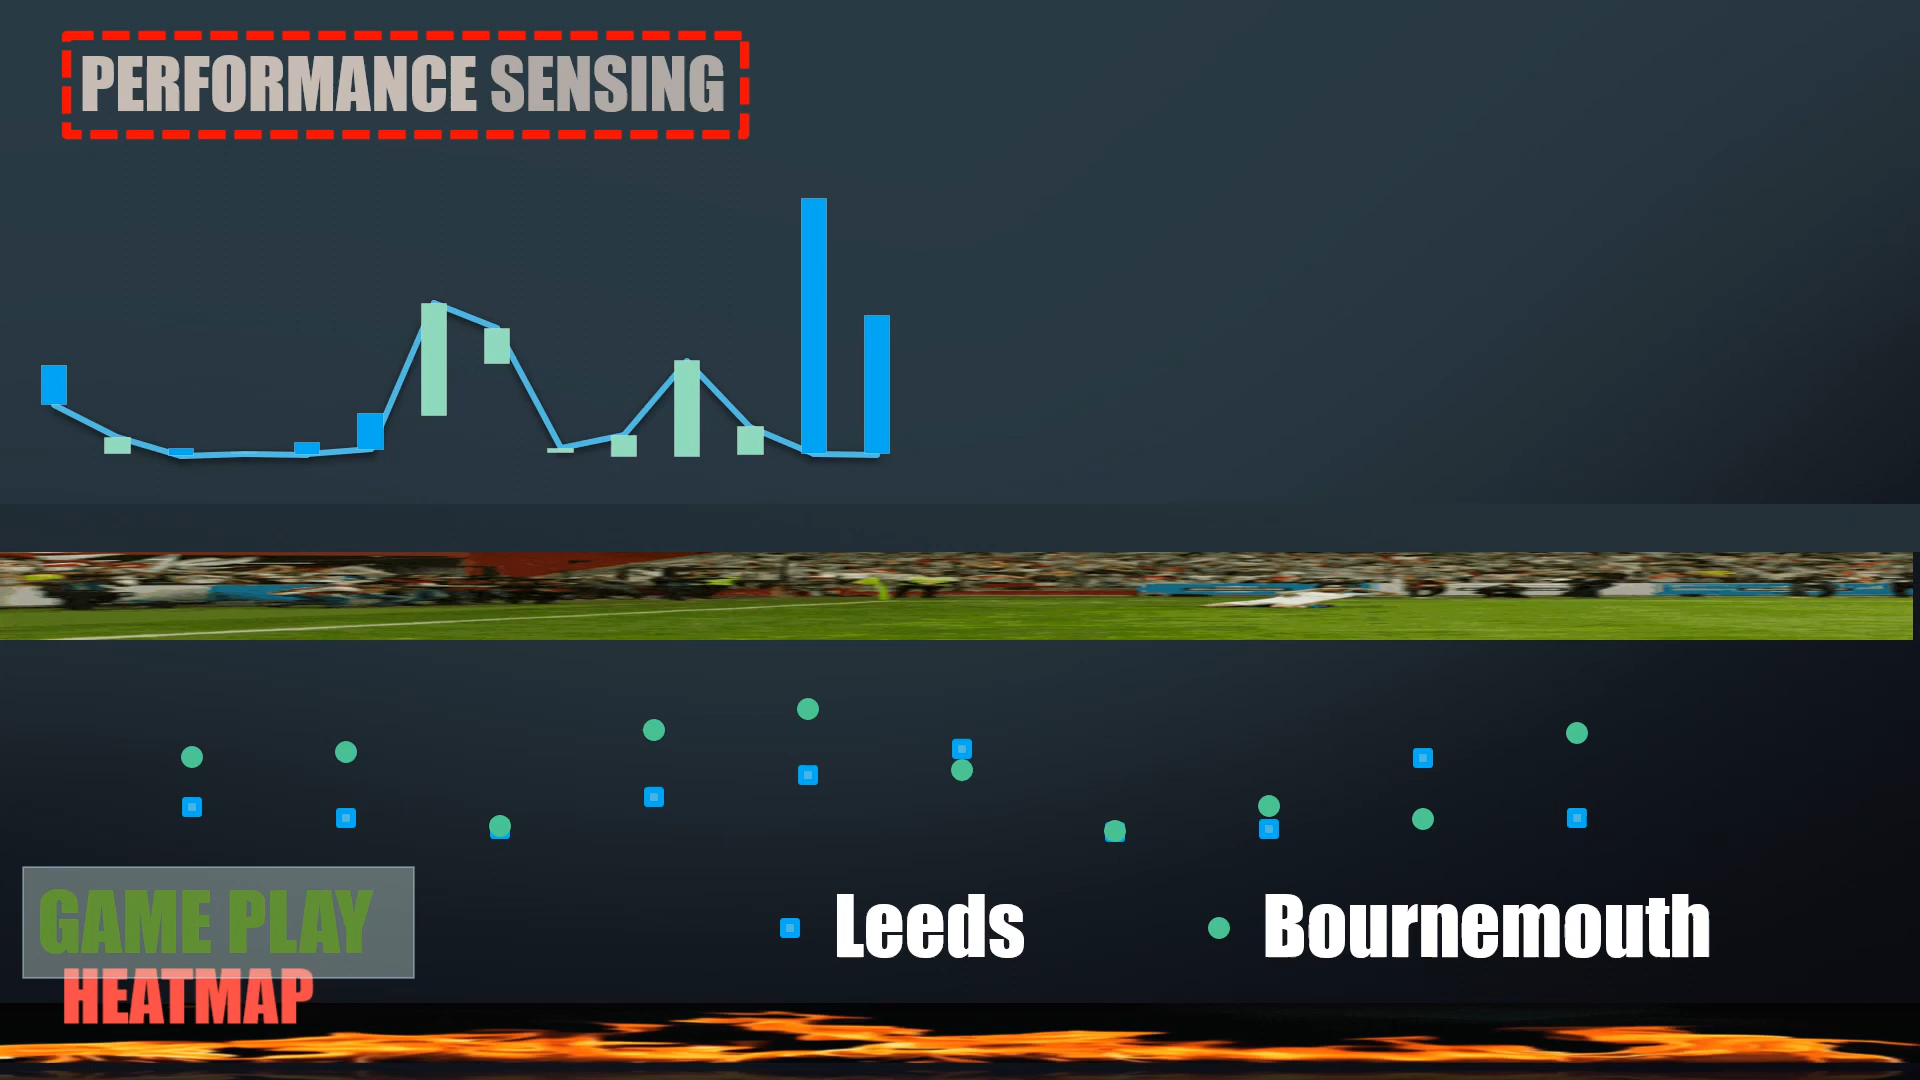 PERFORMANCE SENSING
Leeds
Bournemouth
GAME PLAY
HEATMAP